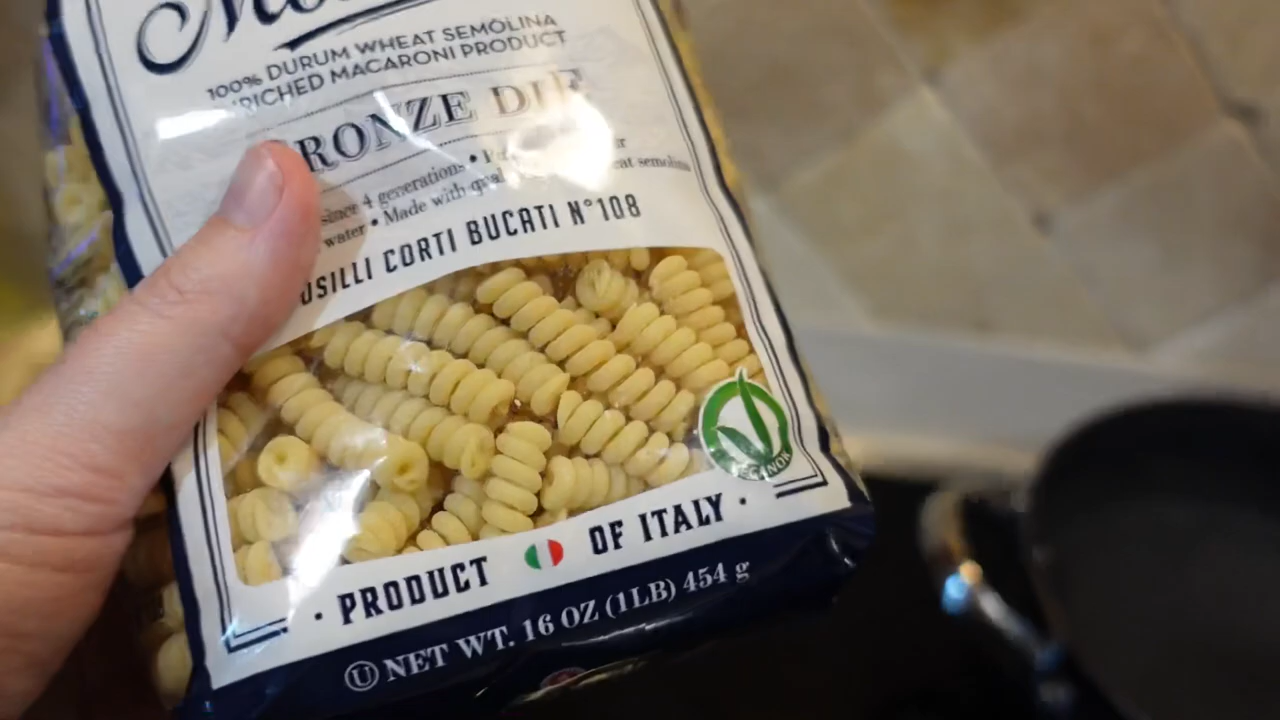 100% DURUM WHEAT SEMOLINA
RICHED MACARONI PRODUCT
RONZE DIE
since 4 generations •
water • Made with semolina
USILLI CORTI BUCATI N°108
PRODUCT OF ITALY
U NET WT. 16 OZ (1LB) 454 g